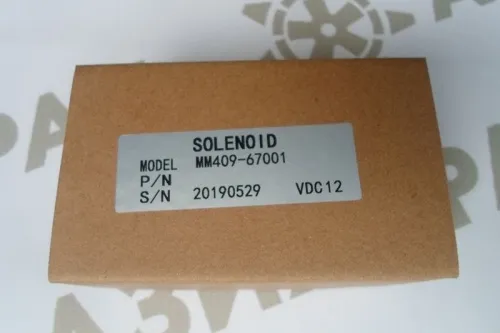 SOLENOID
MODEL MM409-67001
P/N
S/N 20190529 VDC12